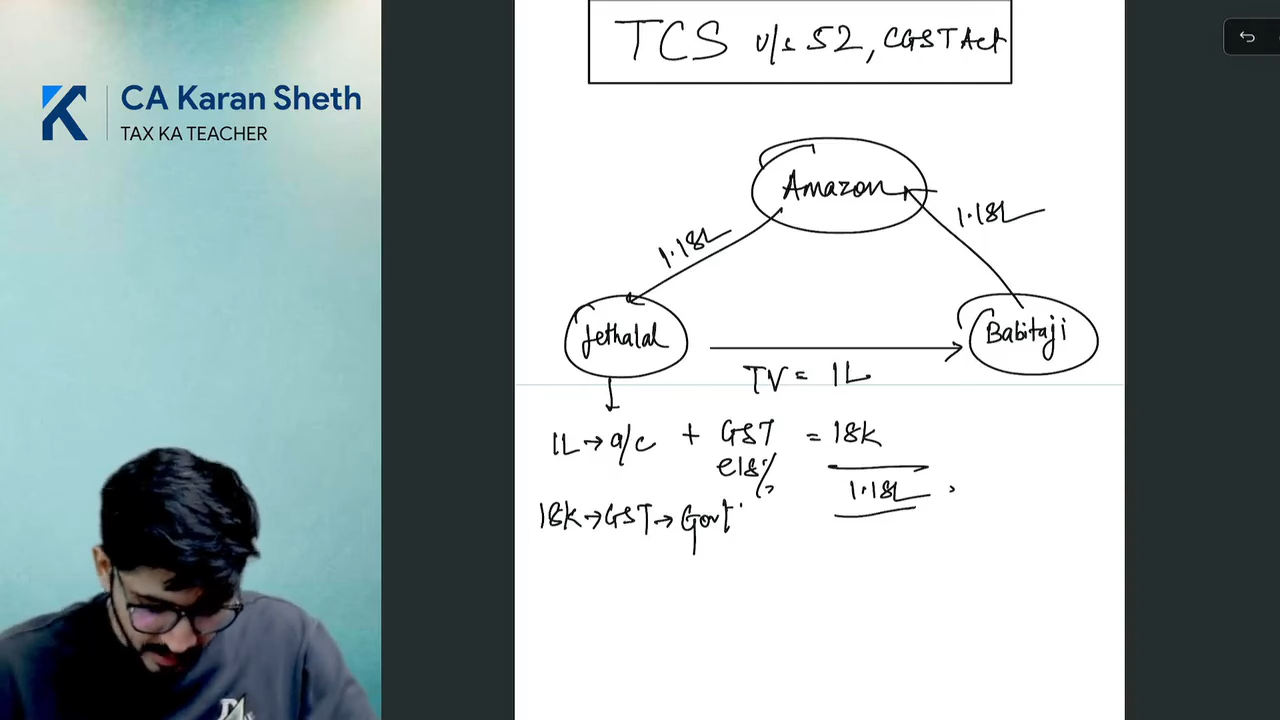 TCS u/s 52, CGST Act
CA Karan Sheth
TAX KA TEACHER
Amazon
1.18L
1.18L
Jethalal
Babitaji
TV = 1L
1L → a/c + GST = 18K
@18%
1.18L
18K → GST → Govt